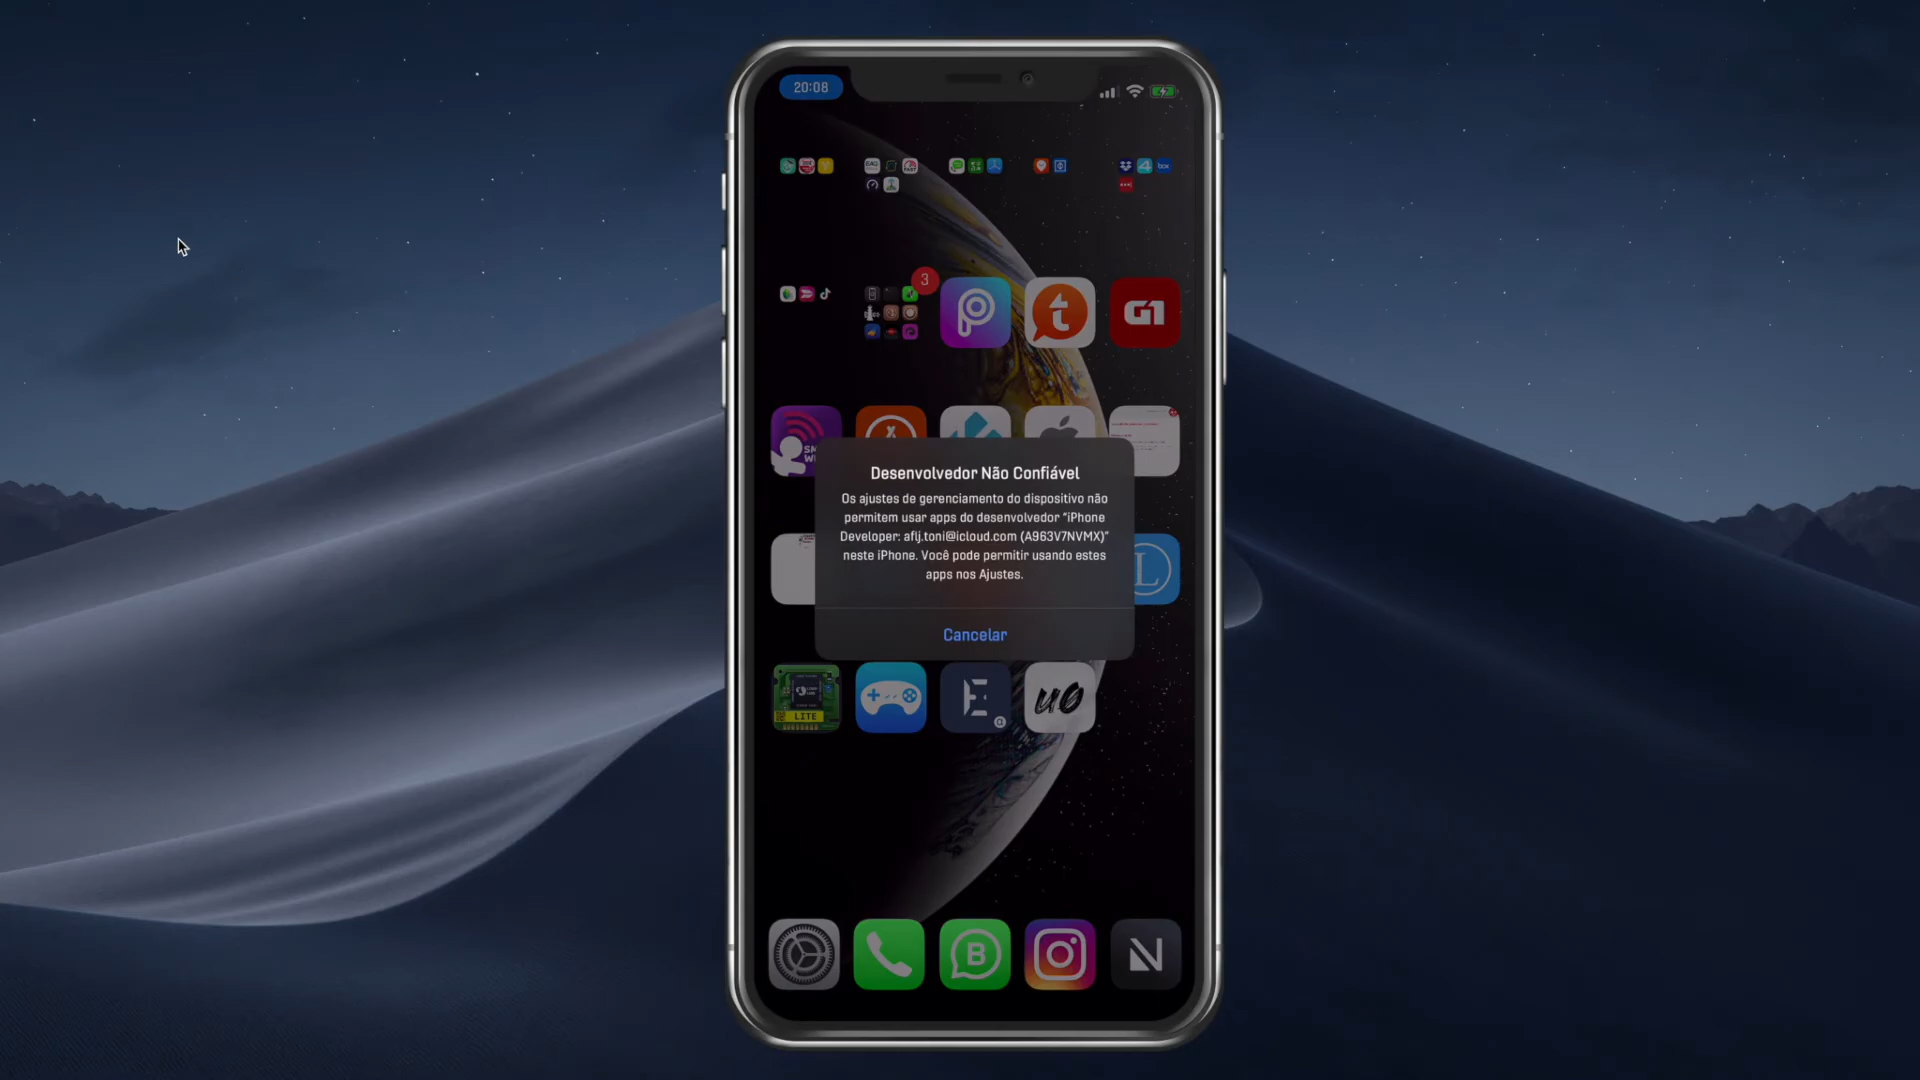 20:08
3
G1
Desenvolvedor Não Confiável
Os ajustes de gerenciamento do dispositivo não
permitem usar apps do desenvolvedor “iPhone
Developer: aflj.toni@icloud.com (A963V7NVMX)”
neste iPhone. Você pode permitir usando estes
apps nos Ajustes.
L
Cancelar
LITE
E
uO
B
N